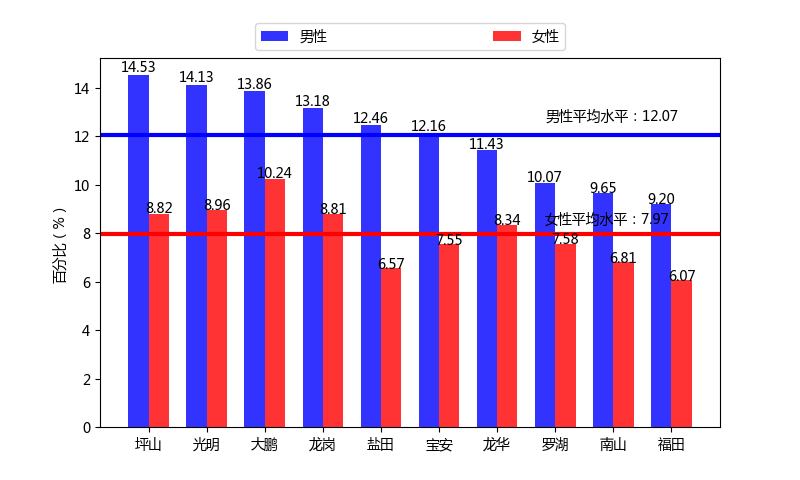 男性 女性
14.53 14.13 13.86 13.18 12.46 12.16 11.43 10.07 9.65 9.20
8.82 8.96 10.24 8.81 6.57 7.55 8.34 7.58 6.81 6.07
男性平均水平：12.07
女性平均水平：7.97
百分比（%）
14
12
10
8
6
4
2
0
坪山 光明 大鹏 龙岗 盐田 宝安 龙华 罗湖 南山 福田